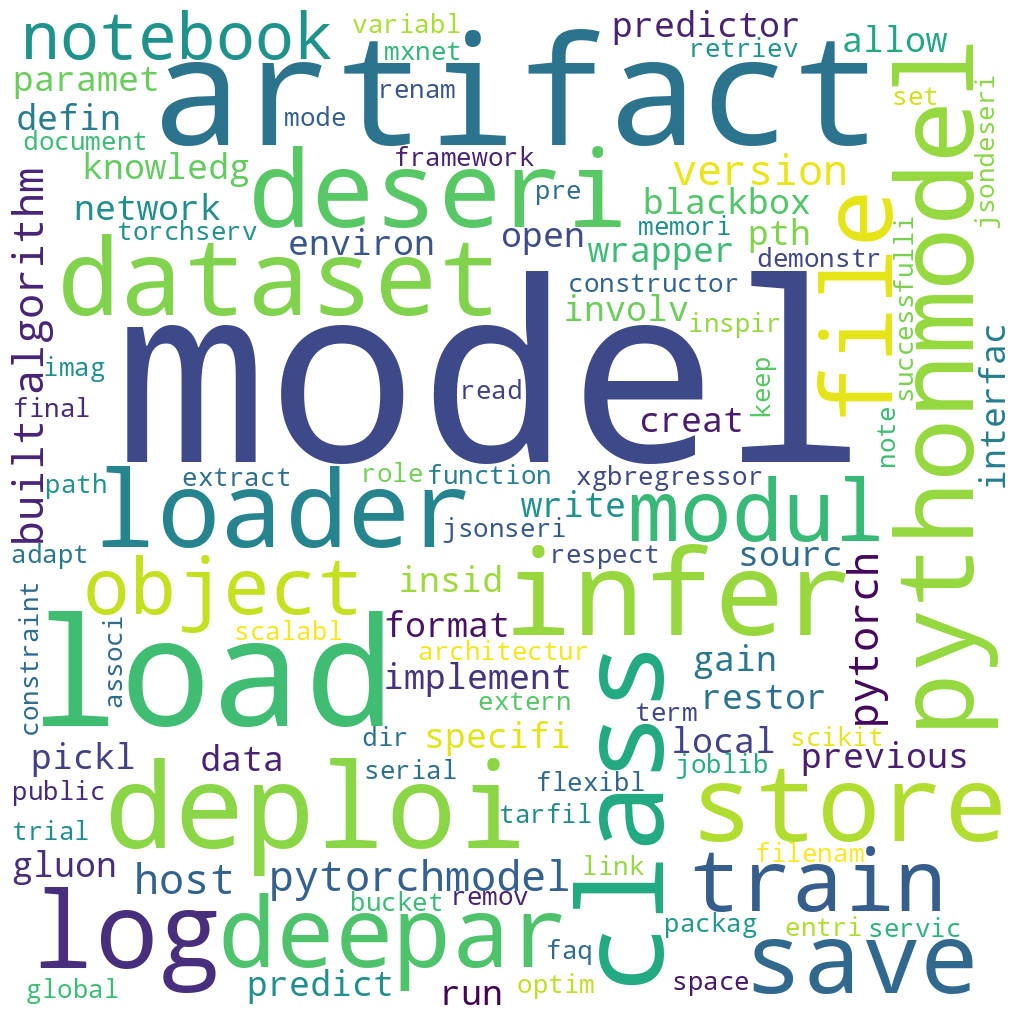 variabl
predictor
notebook
mxnet
retriev
allow
artifact
paramet
renam
set
defin
mode
document
framework
knowledg
deseri
version
pythonmodel
jsondeseri
pre
blackbox
network
memori
file
torchserv
environ
open
wrapper
pth
builtinalgorithm
dataset
demonstr
successfulli
constructor
model
involv
inspir
interfac
imag
read
keep
final
creat
note
loader
extract
role
function
xgbregressor
path
write
modul
jsonseri
adapt
respect
sourc
object
insid
infer
pytorch
constraint
associ
load
scalabl
format
architectur
class
gain
implement
restor
extern
term
dir
specifi
local
scikit
pickl
data
previous
joblib
public
serial
flexibl
deploi
tarfil
store
trial
gluon
host
pytorchmodel
link
filenam
train
log
bucket
remov
deepar
packag
entri
servic
faq
save
global
predict
run
optim
space